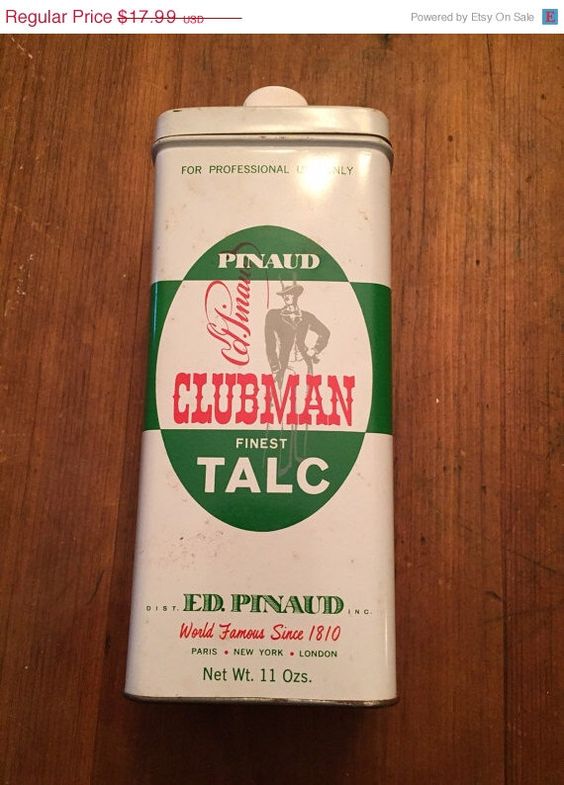 Regular Price $17.99 USD
Powered by Etsy On Sale E
FOR PROFESSIONAL ONLY
PINAUD
Ed. Pinaud
CLUBMAN
FINEST
TALC
DIST. ED. PINAUD INC.
World Famous Since 1810
PARIS • NEW YORK • LONDON
Net Wt. 11 Ozs.